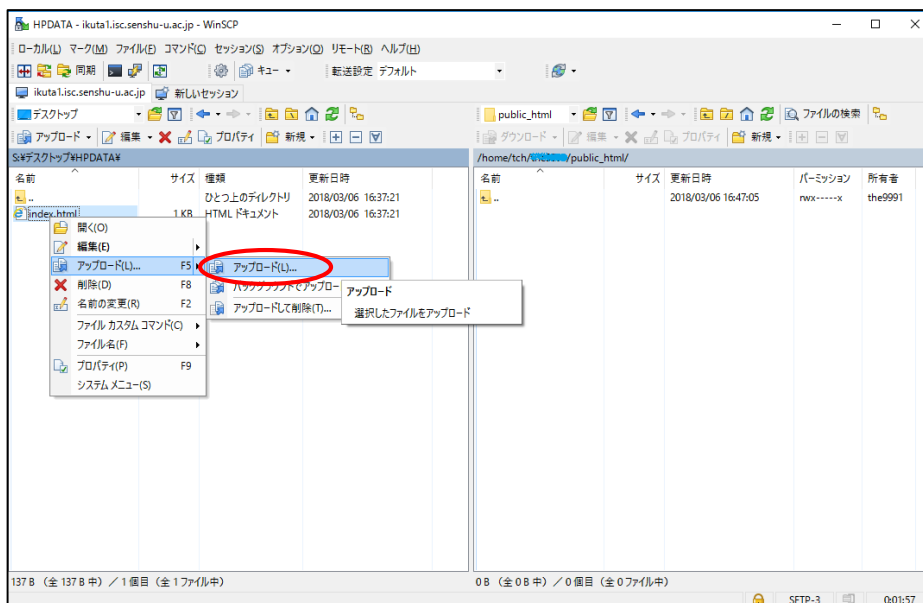 HPDATA - ikuta1.isc.senshu-u.ac.jp - WinSCP
ローカル(L) マーク(M) ファイル(F) コマンド(C) セッション(S) オプション(O) リモート(R) ヘルプ(H)
同期 キュー 転送設定 デフォルト
ikuta1.isc.senshu-u.ac.jp 新しいセッション
デスクトップ public_html ファイルの検索
アップロード 編集 プロパティ 新規 ダウンロード 編集 プロパティ 新規
S:¥デスクトップ¥HPDATA¥ /home/tch/ /public_html/
名前 サイズ 種類 更新日時 名前 サイズ 更新日時 パーミッション 所有者
.. ひとつ上のディレクトリ 2018/03/06 16:37:21 .. 2018/03/06 16:47:05 rwx-----x the9991
index.html 1 KB HTML ドキュメント 2018/03/06 16:37:21
開く(O)
編集(E)
アップロード(L)... F5 アップロード(L)...
削除(D) F8 バックグラウンドでアップロー
名前の変更(R) F2 アップロードして削除(T)...
アップロード
選択したファイルをアップロード
ファイル カスタム コマンド(C)
ファイル名(F)
プロパティ(P) F9
システム メニュー(S)
137 B （全 137 B 中）／ 1 個目（全 1 ファイル中） 0 B （全 0 B 中）／ 0 個目（全 0 ファイル中）
SFTP-3 0:01:57